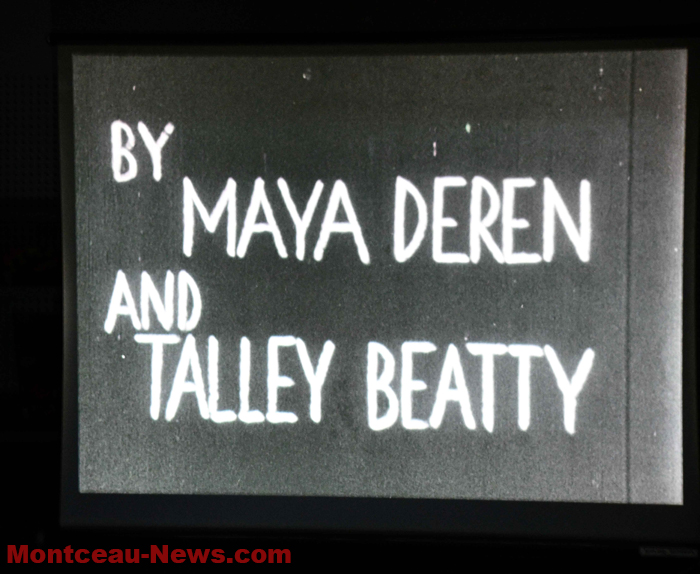 BY
MAYA DEREN
AND
TALLEY BEATTY
Montceau-News.com